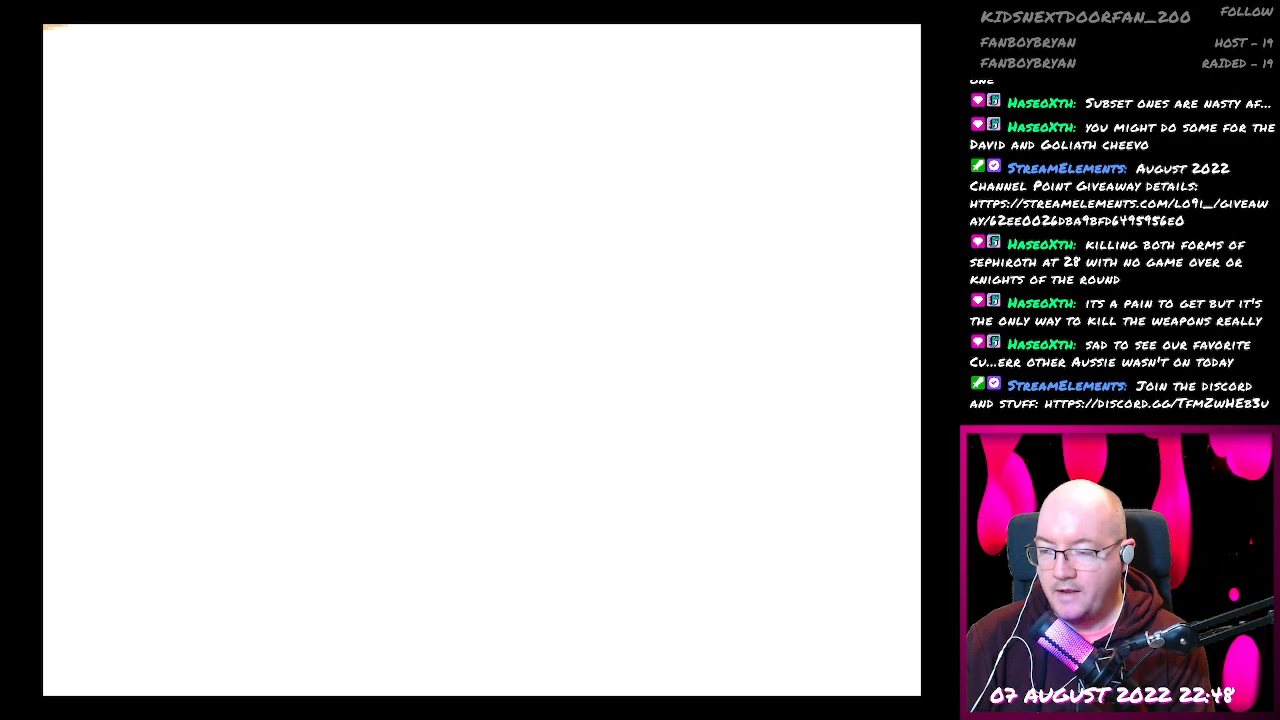 KIDSNEXTDOORFAN_200 FOLLOW
FANBOYBRYAN HOST - 19
FANBOYBRYAN RAIDED - 19
ONE
HASEOXTH: SUBSET ONES ARE NASTY AF...
HASEOXTH: YOU MIGHT DO SOME FOR THE
DAVID AND GOLIATH CHEEVO
STREAMELEMENTS: AUGUST 2022
CHANNEL POINT GIVEAWAY DETAILS:
HTTPS://STREAMELEMENTS.COM/LO9I_/GIVEAW
AY/62EE0026DBA9BFD6495956E0
HASEOXTH: KILLING BOTH FORMS OF
SEPHIROTH AT 28 WITH NO GAME OVER OR
KNIGHTS OF THE ROUND
HASEOXTH: ITS A PAIN TO GET BUT IT'S
THE ONLY WAY TO KILL THE WEAPONS REALLY
HASEOXTH: SAD TO SEE OUR FAVORITE
CU...ERR OTHER AUSSIE WASN'T ON TODAY
STREAMELEMENTS: JOIN THE DISCORD
AND STUFF: HTTPS://DISCORD.GG/TFMZWHEB3U
07 AUGUST 2022 22:48